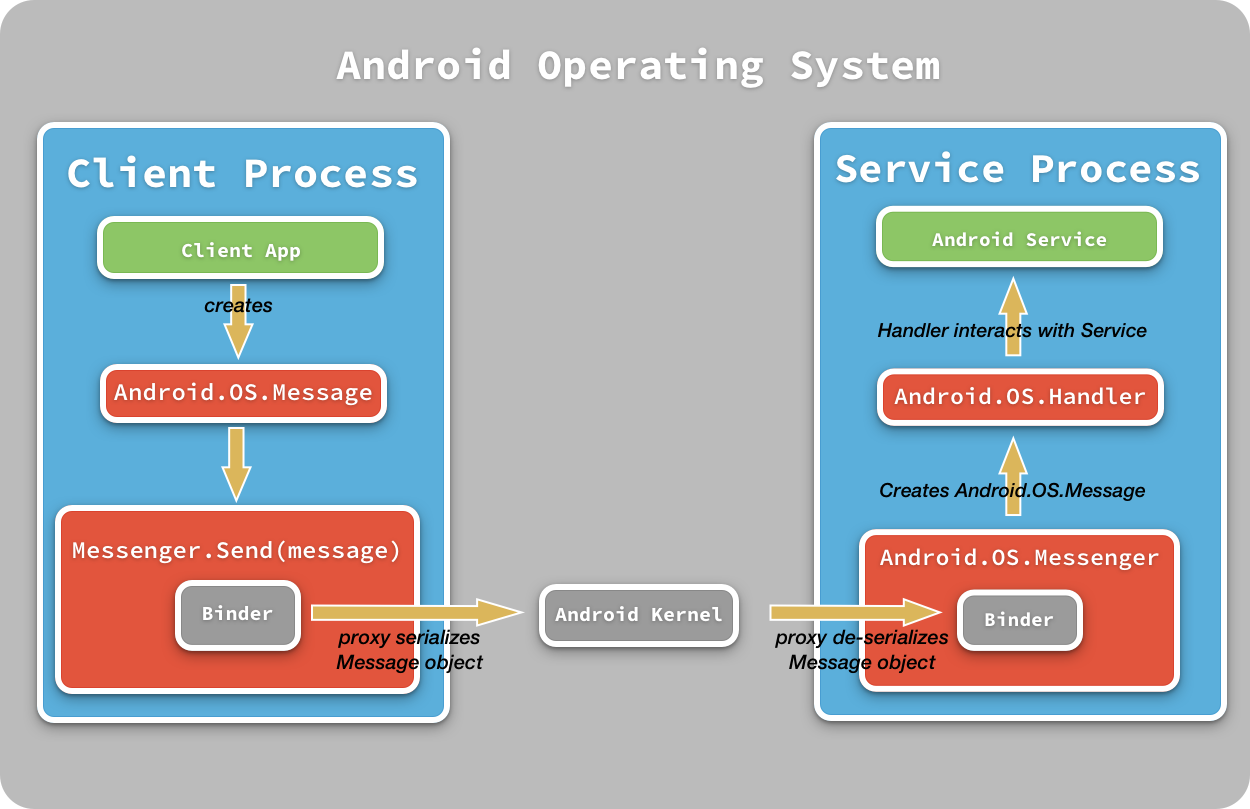 Android Operating System
Client Process
Client App
creates
Android.OS.Message
Messenger.Send(message)
Binder
proxy serializes
Message object
Android Kernel
proxy de-serializes
Message object
Service Process
Android Service
Handler interacts with Service
Android.OS.Handler
Creates Android.OS.Message
Android.OS.Messenger
Binder